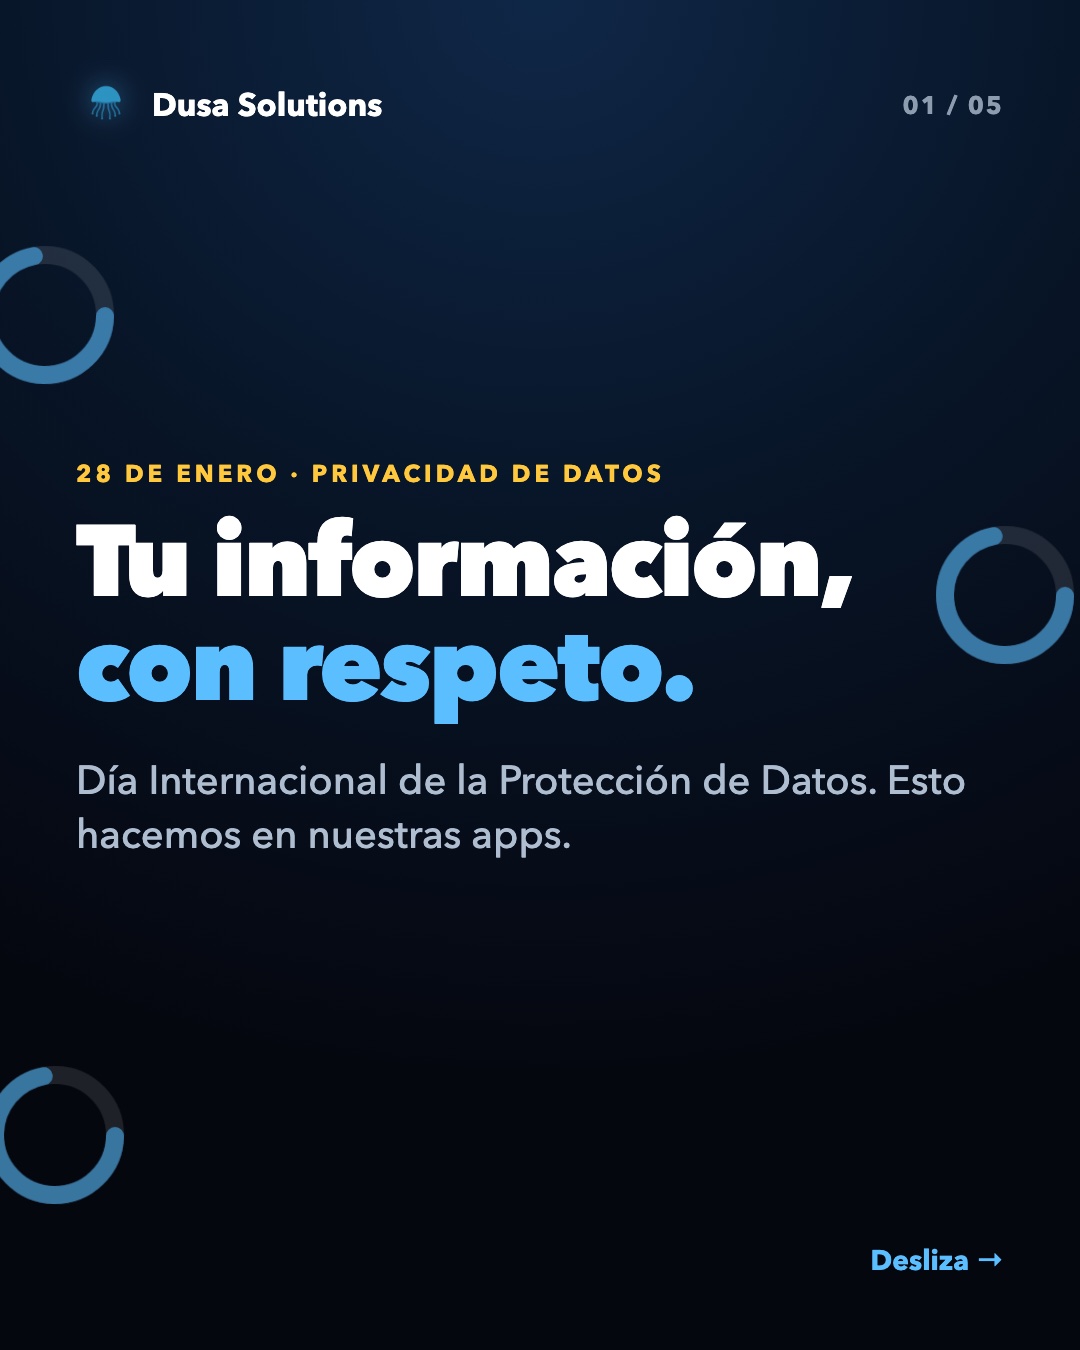 Dusa Solutions
01 / 05
28 DE ENERO · PRIVACIDAD DE DATOS
Tu información,
con respeto.
Día Internacional de la Protección de Datos. Esto
hacemos en nuestras apps.
Desliza →